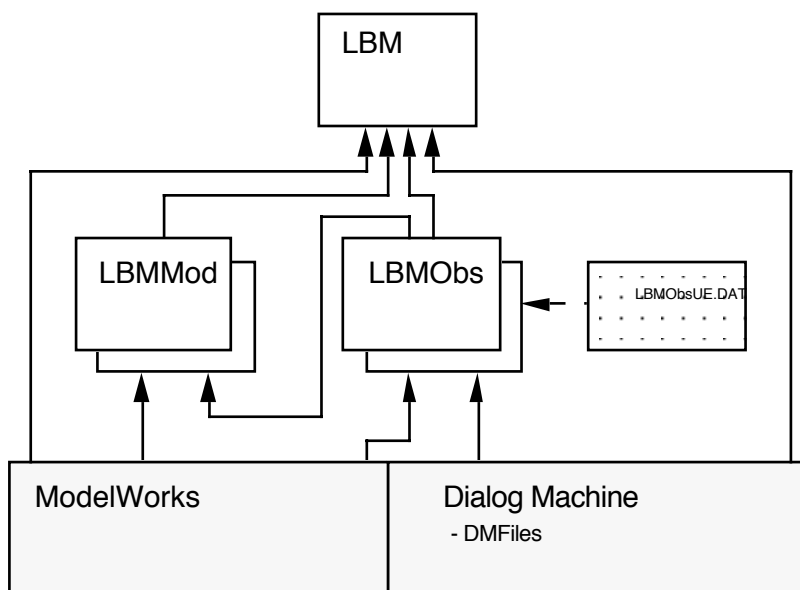 LBM
LBMMod
LBMObs
LBMObsUE.DAT
ModelWorks
Dialog Machine
- DMFiles